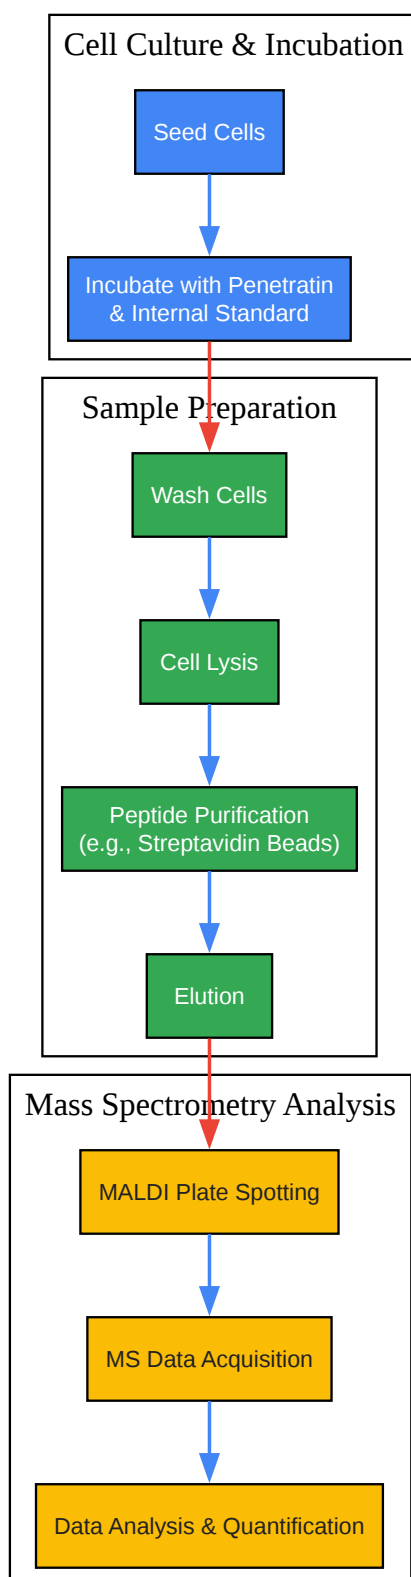 Cell Culture & Incubation
Seed Cells
Incubate with Penetratin
& Internal Standard
Sample Preparation
Wash Cells
Cell Lysis
Peptide Purification
(e.g., Streptavidin Beads)
Elution
Mass Spectrometry Analysis
MALDI Plate Spotting
MS Data Acquisition
Data Analysis & Quantification